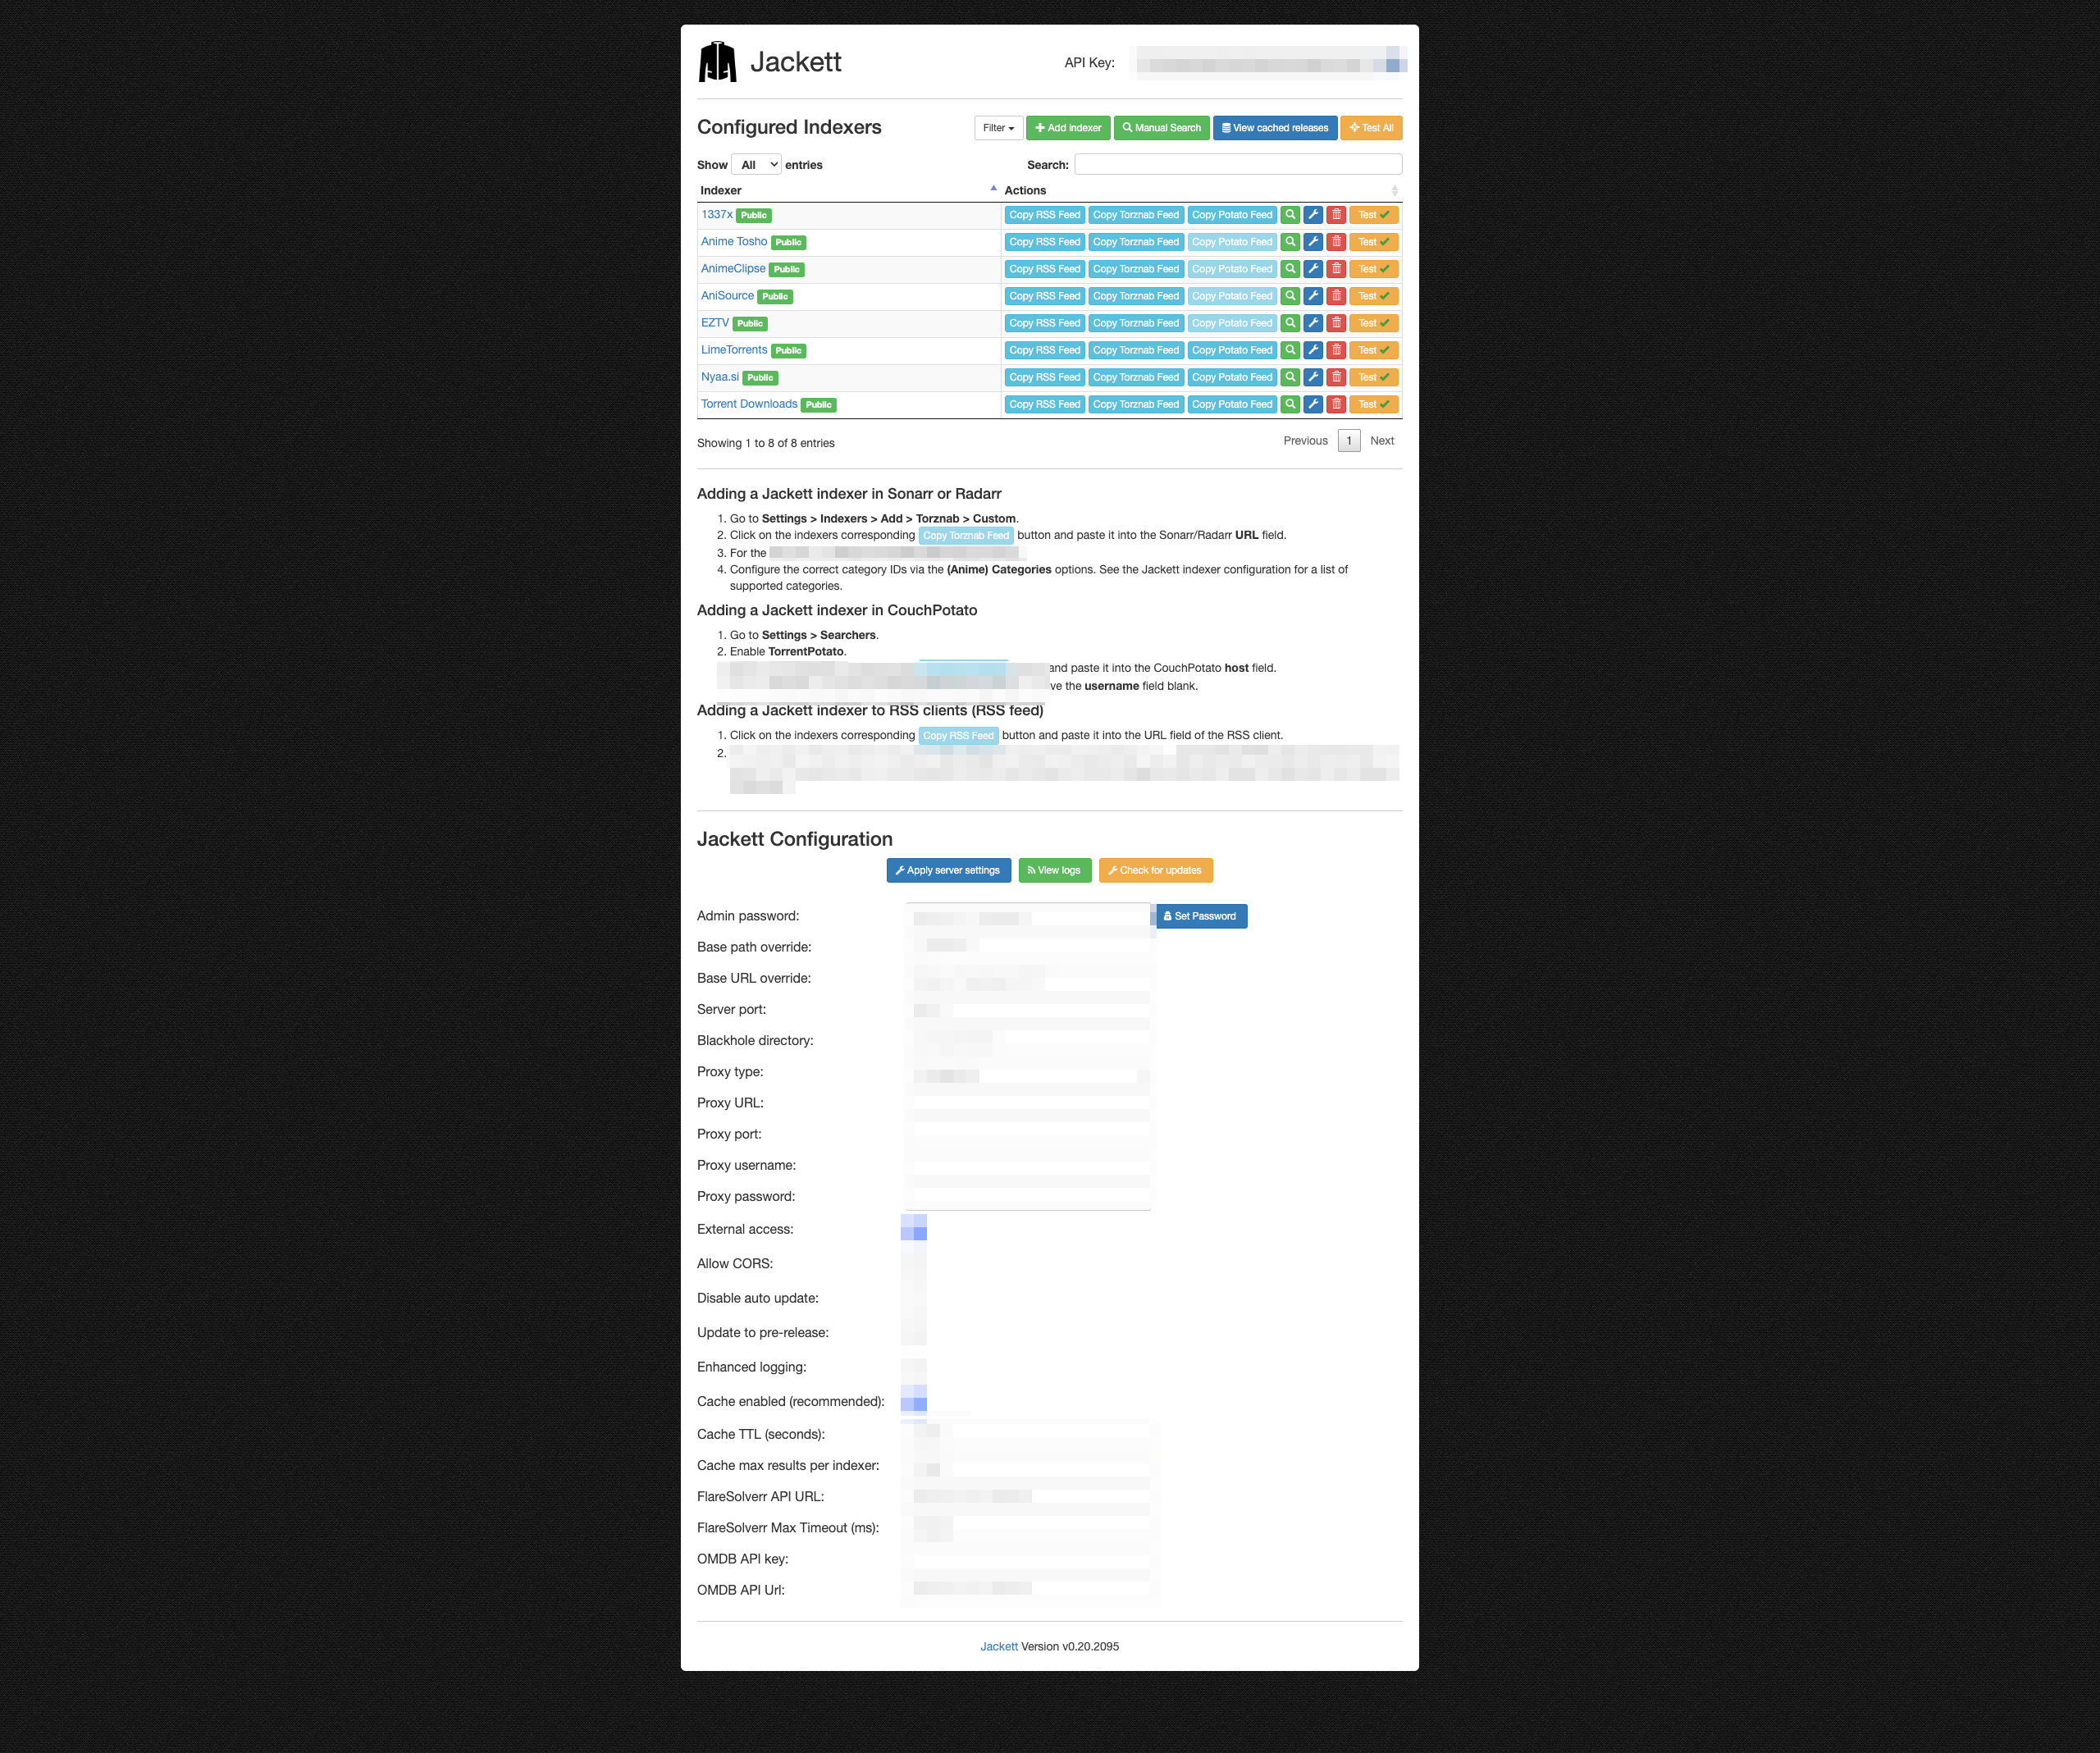 Jackett
API Key:
Configured Indexers
Filter
Add indexer
Manual Search
View cached releases
Test All
Show All entries
Search:
Indexer Actions
1337x Public Copy RSS Feed Copy Torznab Feed Copy Potato Feed Test
Anime Tosho Public Copy RSS Feed Copy Torznab Feed Copy Potato Feed Test
AnimeClipse Public Copy RSS Feed Copy Torznab Feed Copy Potato Feed Test
AniSource Public Copy RSS Feed Copy Torznab Feed Copy Potato Feed Test
EZTV Public Copy RSS Feed Copy Torznab Feed Copy Potato Feed Test
LimeTorrents Public Copy RSS Feed Copy Torznab Feed Copy Potato Feed Test
Nyaa.si Public Copy RSS Feed Copy Torznab Feed Copy Potato Feed Test
Torrent Downloads Public Copy RSS Feed Copy Torznab Feed Copy Potato Feed Test
Showing 1 to 8 of 8 entries
Previous 1 Next
Adding a Jackett indexer in Sonarr or Radarr
1. Go to Settings > Indexers > Add > Torznab > Custom.
2. Click on the indexers corresponding Copy Torznab Feed button and paste it into the Sonarr/Radarr URL field.
3. For the
4. Configure the correct category IDs via the (Anime) Categories options. See the Jackett indexer configuration for a list of
supported categories.
Adding a Jackett indexer in CouchPotato
1. Go to Settings > Searchers.
2. Enable TorrentPotato.
and paste it into the CouchPotato host field.
ve the username field blank.
Adding a Jackett indexer to RSS clients (RSS feed)
1. Click on the indexers corresponding Copy RSS Feed button and paste it into the URL field of the RSS client.
2.
Jackett Configuration
Apply server settings
View logs
Check for updates
Admin password:
Set Password
Base path override:
Base URL override:
Server port:
Blackhole directory:
Proxy type:
Proxy URL:
Proxy port:
Proxy username:
Proxy password:
External access:
Allow CORS:
Disable auto update:
Update to pre-release:
Enhanced logging:
Cache enabled (recommended):
Cache TTL (seconds):
Cache max results per indexer:
FlareSolverr API URL:
FlareSolverr Max Timeout (ms):
OMDB API key:
OMDB API Url:
Jackett Version v0.20.2095